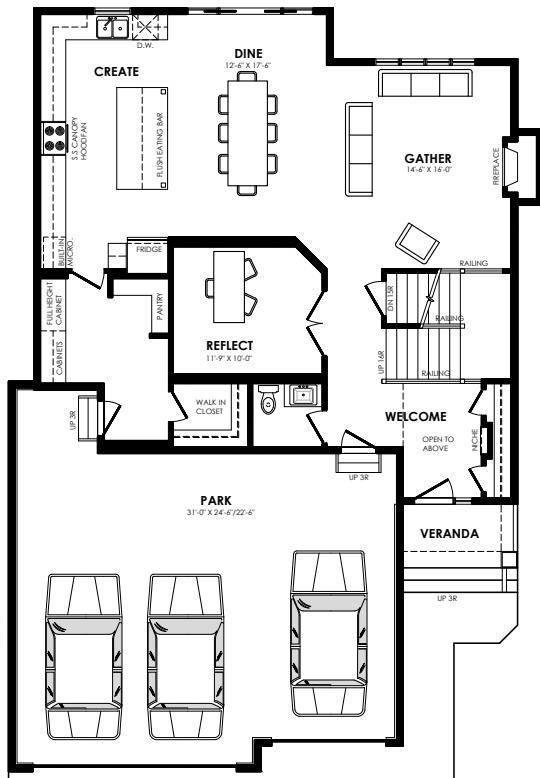 D.W.
CREATE
DINE
12'-6" X 17'-6"
S.S CANOPY
HOODFAN
FLUSH EATING BAR
GATHER
14'-6" X 16'-0"
FIREPLACE
BUILT-IN
MICRO.
FRIDGE
RAILING
FULL HEIGHT
CABINET
PANTRY
DN 15R
RAILING
REFLECT
11'-9" X 10'-0"
CABINETS
UP 16R
RAILING
UP 3R
WALK IN
CLOSET
WELCOME
OPEN TO
ABOVE
NICHE
UP 3R
PARK
31'-0" X 24'-6"/22'-6"
VERANDA
UP 3R